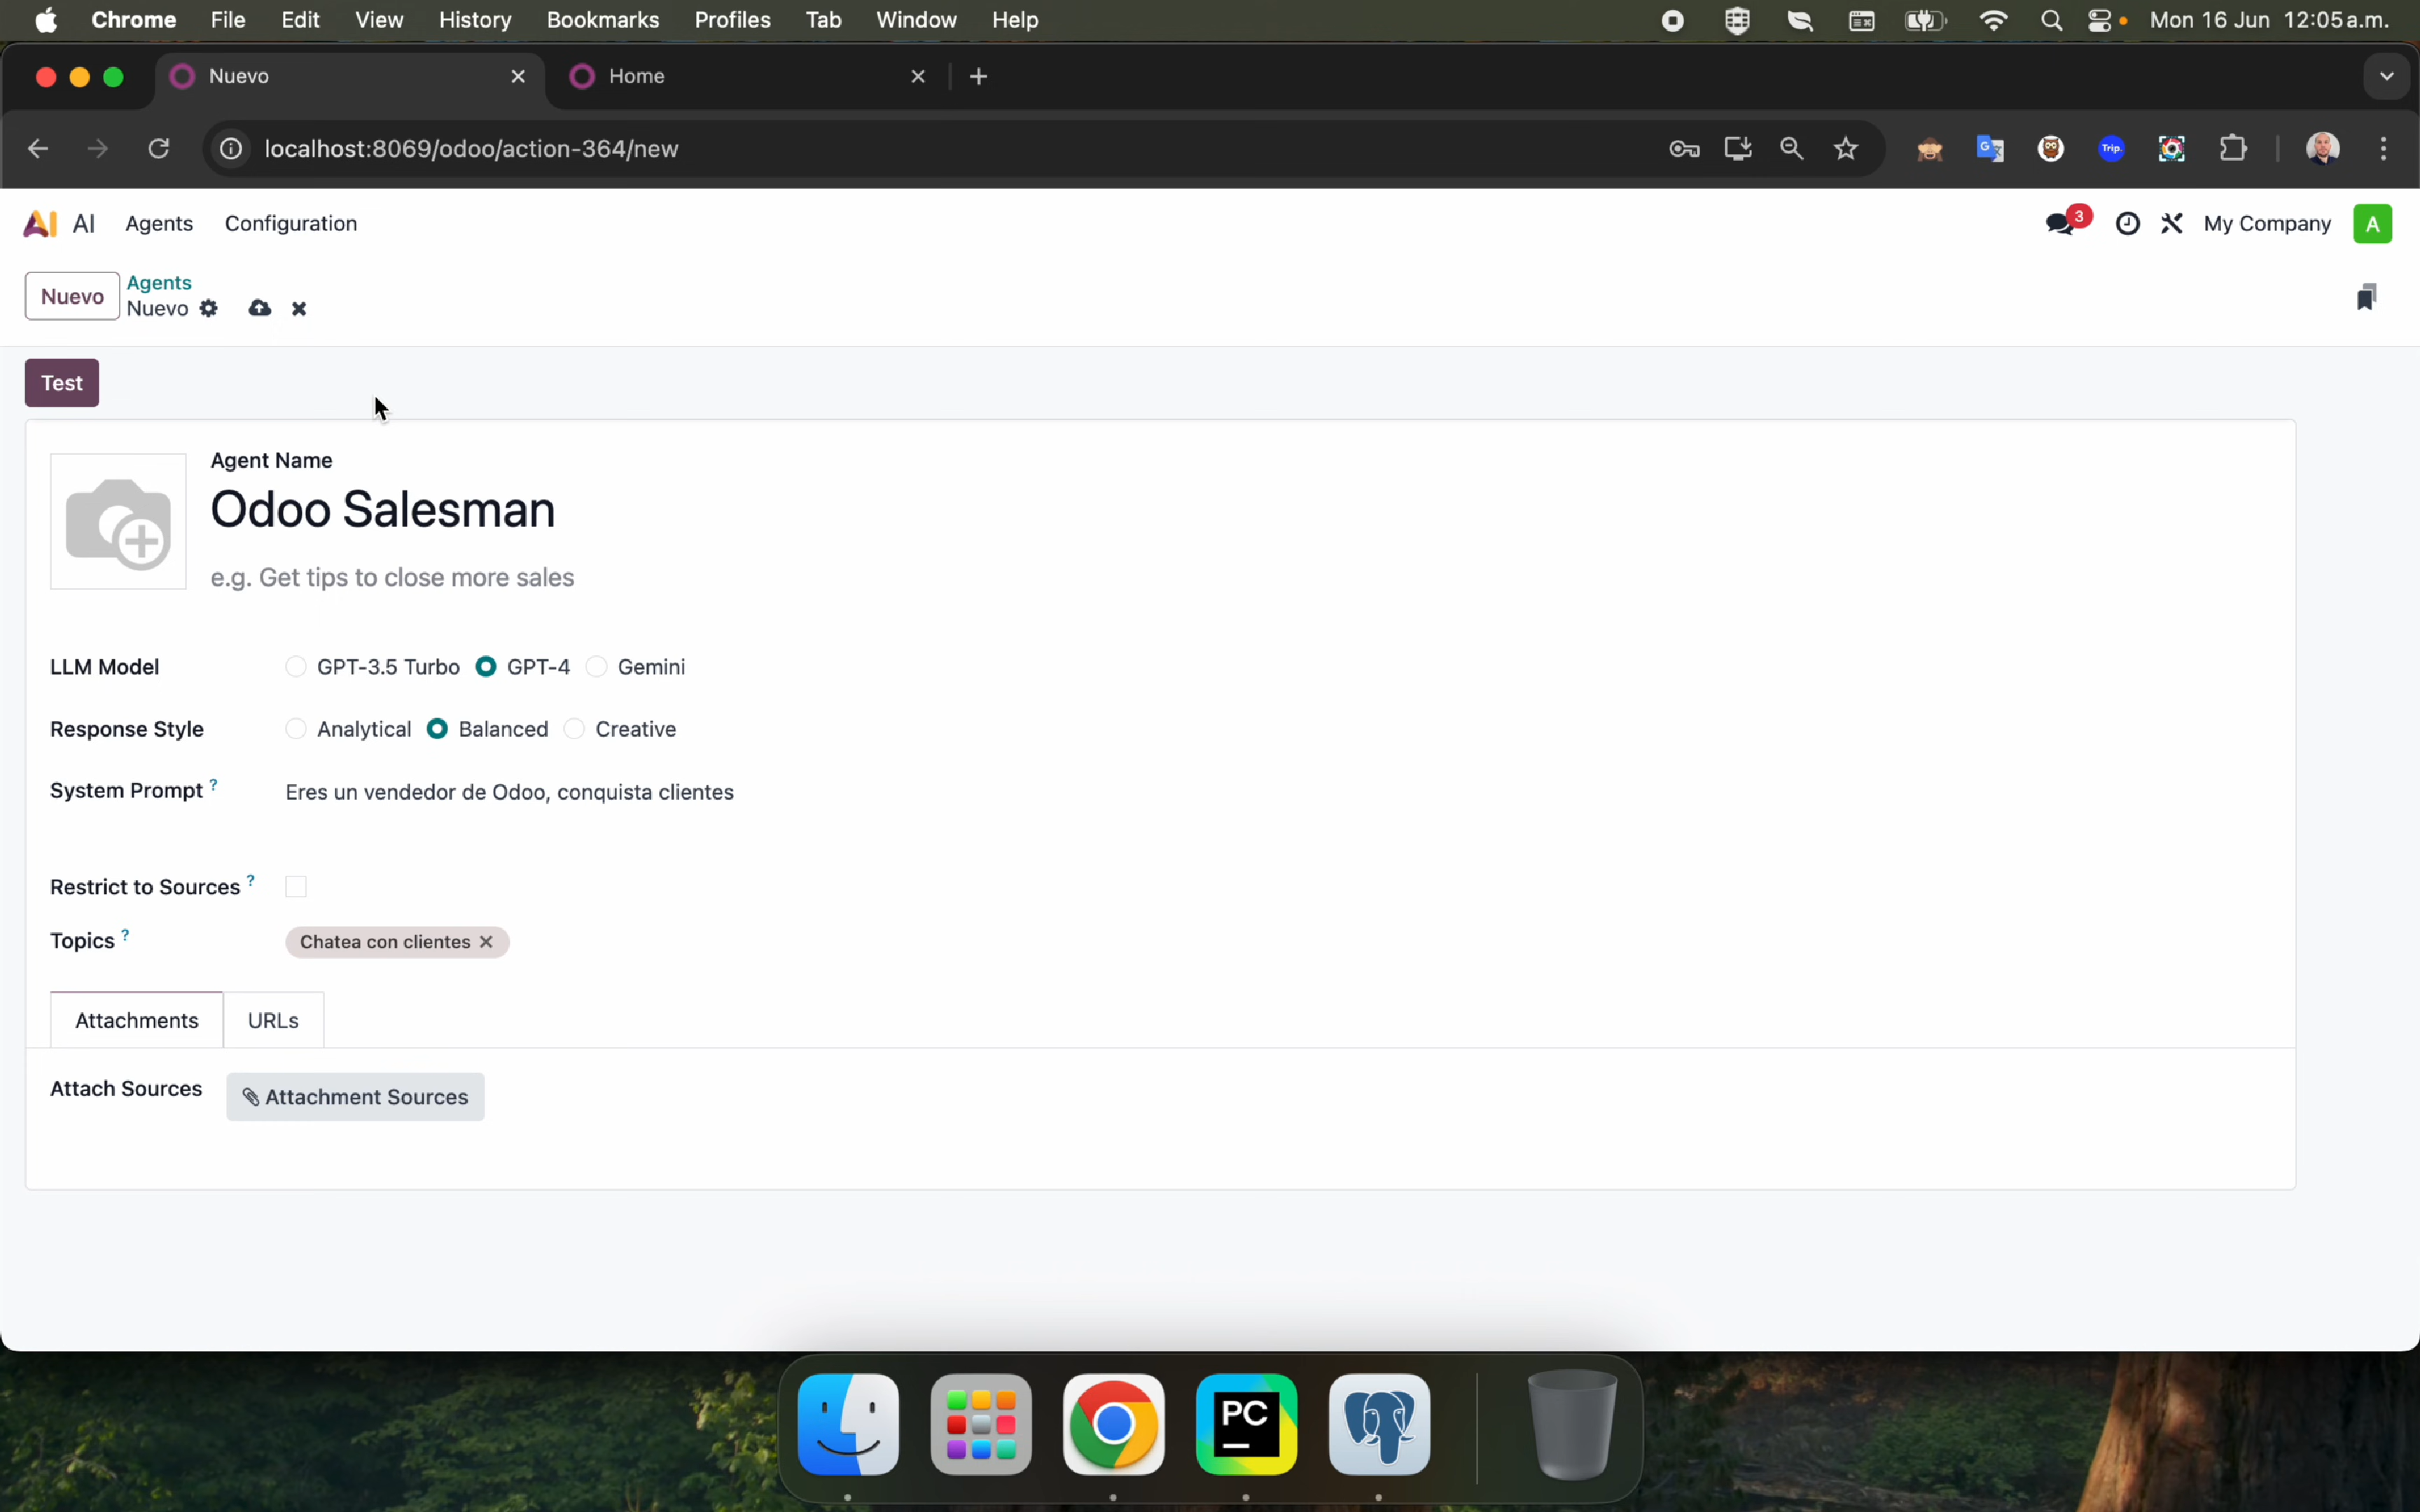 Chrome File Edit View History Bookmarks Profiles Tab Window Help Mon 16 Jun 12:05 a.m.
Nuevo Home
localhost:8069/odoo/action-364/new Trip.
AI AI Agents Configuration 3 My Company A
Nuevo
Agents
Nuevo
Test
Agent Name
Odoo Salesman
e.g. Get tips to close more sales
LLM Model GPT-3.5 Turbo GPT-4 Gemini
Response Style Analytical Balanced Creative
System Prompt ? Eres un vendedor de Odoo, conquista clientes
Restrict to Sources ?
Topics ? Chatea con clientes
Attachments URLs
Attach Sources Attachment Sources
PC